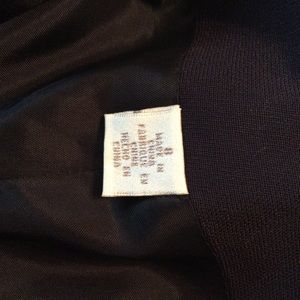 8
MADE IN
CHINA
FABRIQUE EN
CHINE
HECHO EN
CHINA